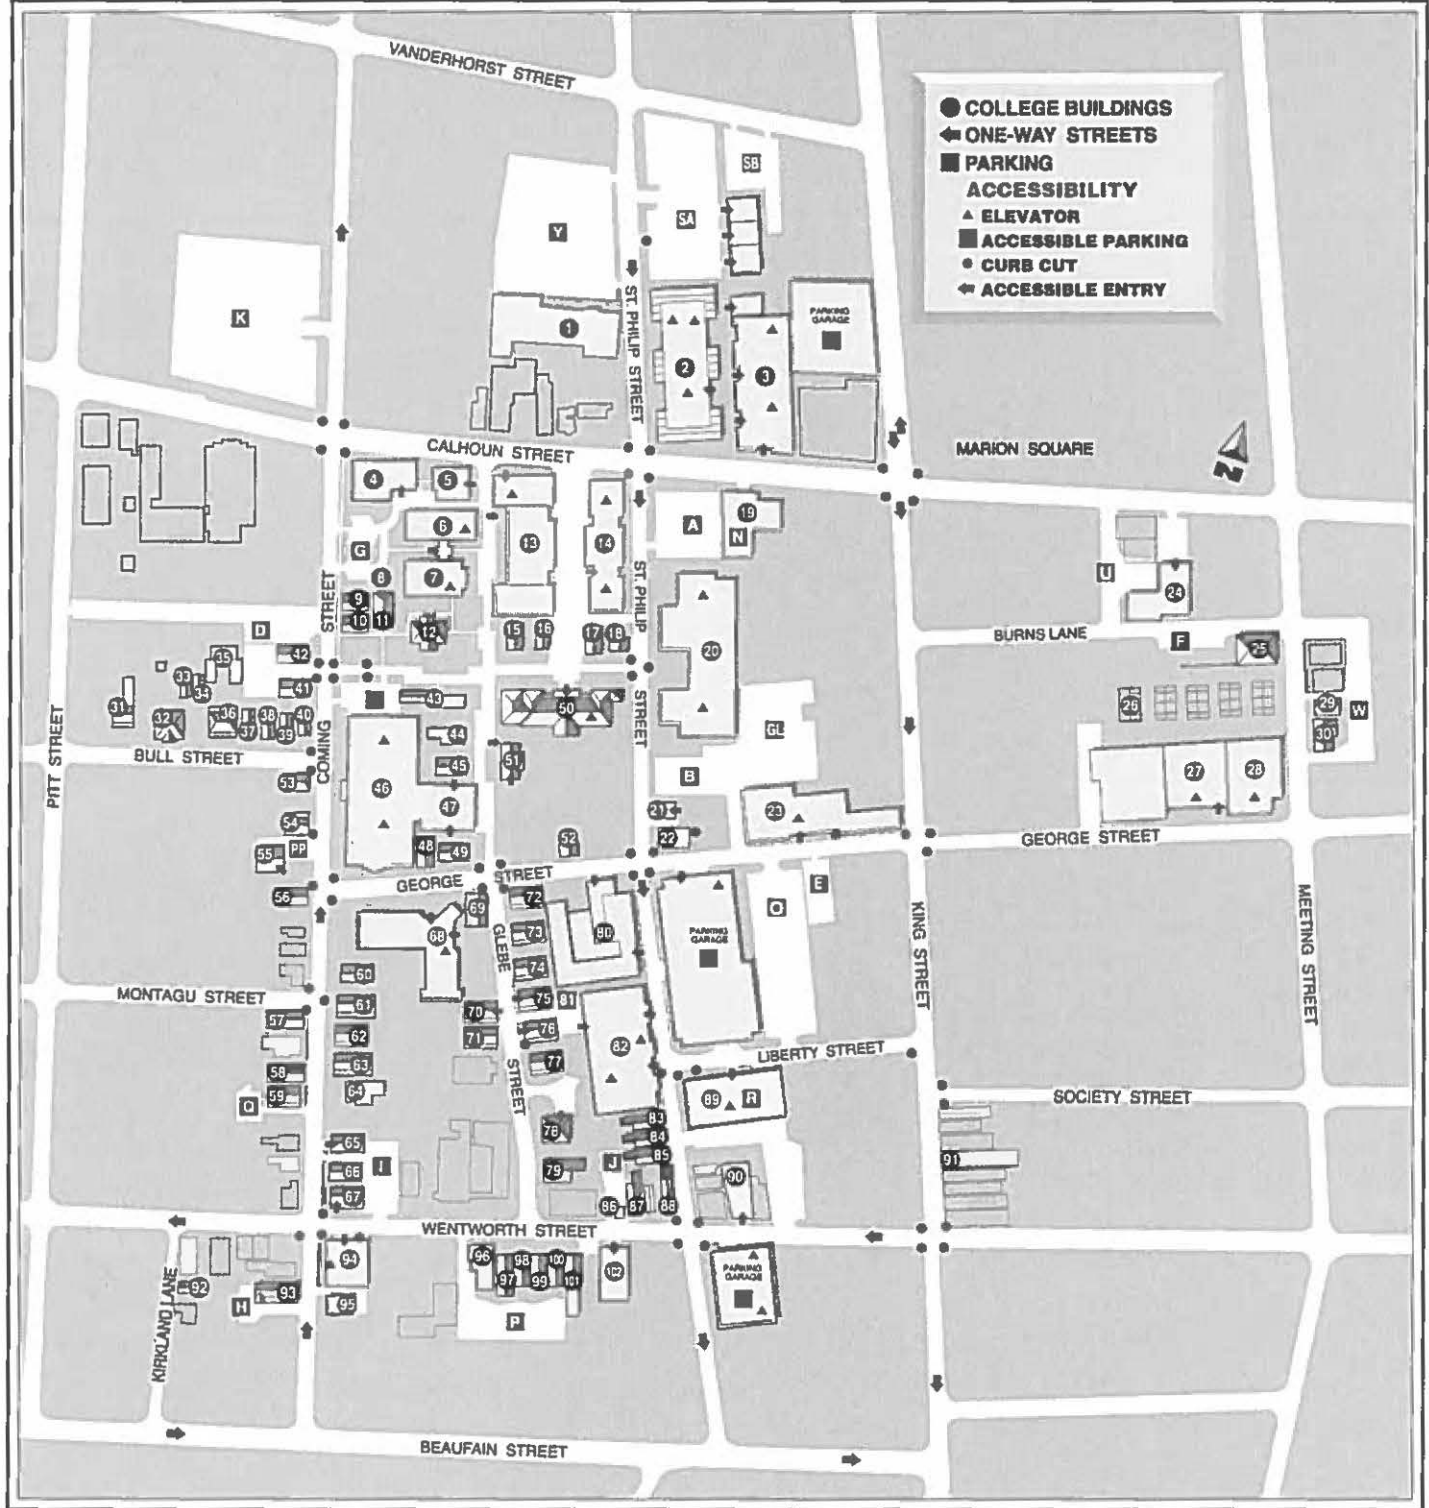 VANDERHORST STREET
COLLEGE BUILDINGS
ONE-WAY STREETS
PARKING
ACCESSIBILITY
ELEVATOR
ACCESSIBLE PARKING
CURB CUT
ACCESSIBLE ENTRY
SB
SA
Y
K
ST. PHILIP STREET
PARKING
GARAGE
1
2
3
CALHOUN STREET
MARION SQUARE
N
4
5
6
7
8
9
10
11
12
G
13
14
A
19
N
U
24
STREET
COMING
ST. PHILIP
STREET
15
16
17
18
20
BURNS LANE
F
25
D
42
35
33
34
41
43
31
32
36
37
38
39
40
50
26
29
30
W
GL
44
45
51
BULL STREET
PITT STREET
53
46
47
B
27
28
54
PP
55
48
49
52
21
22
23
GEORGE STREET
GEORGE STREET
56
72
69
68
GLEBE
STREET
73
74
75
76
77
80
81
PARKING
GARAGE
O
E
KING STREET
MEETING STREET
60
61
62
63
64
MONTAGU STREET
57
58
59
Q
70
71
82
LIBERTY STREET
89
R
SOCIETY STREET
78
79
83
84
85
J
86
87
88
90
91
65
66
67
I
WENTWORTH STREET
94
95
96
97
98
99
100
101
102
PARKING
GARAGE
92
93
H
P
KIRKLAND LANE
BEAUFAIN STREET